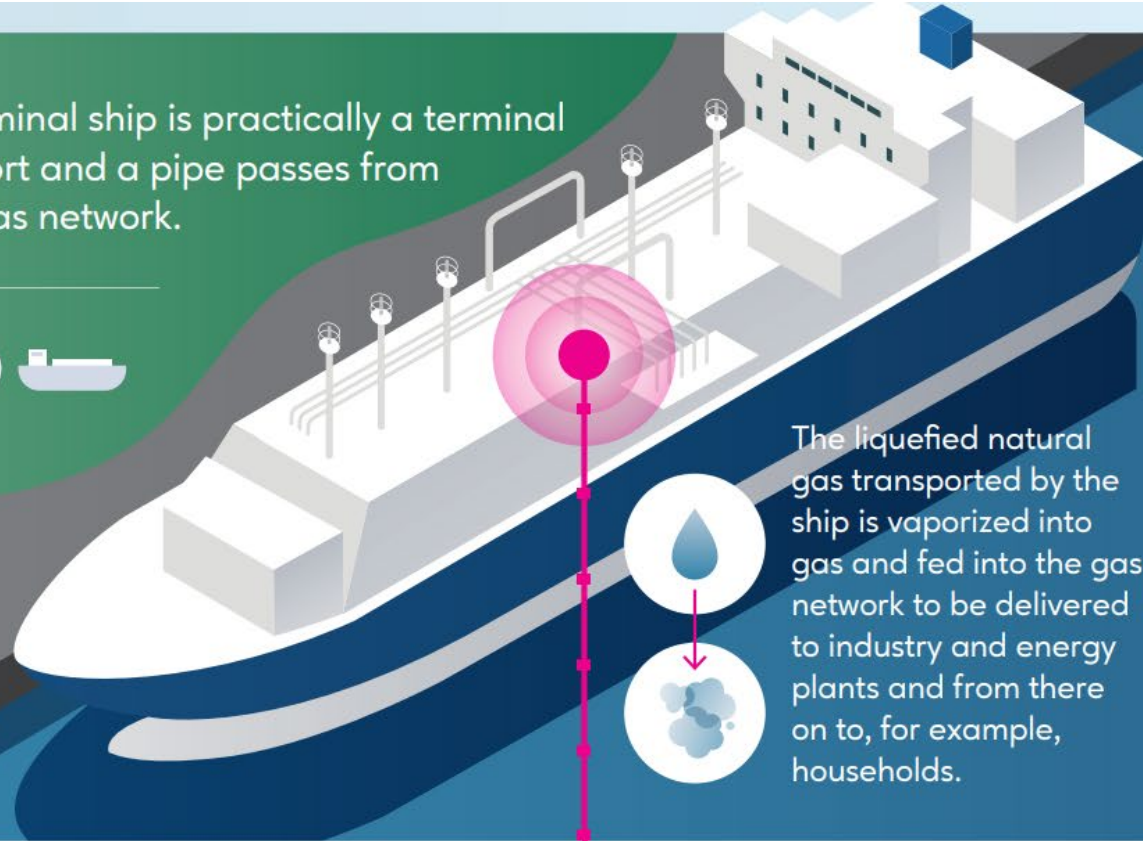 minal ship is practically a terminal
ort and a pipe passes from
as network.
The liquefied natural
gas transported by the
ship is vaporized into
gas and fed into the gas
network to be delivered
to industry and energy
plants and from there
on to, for example,
households.